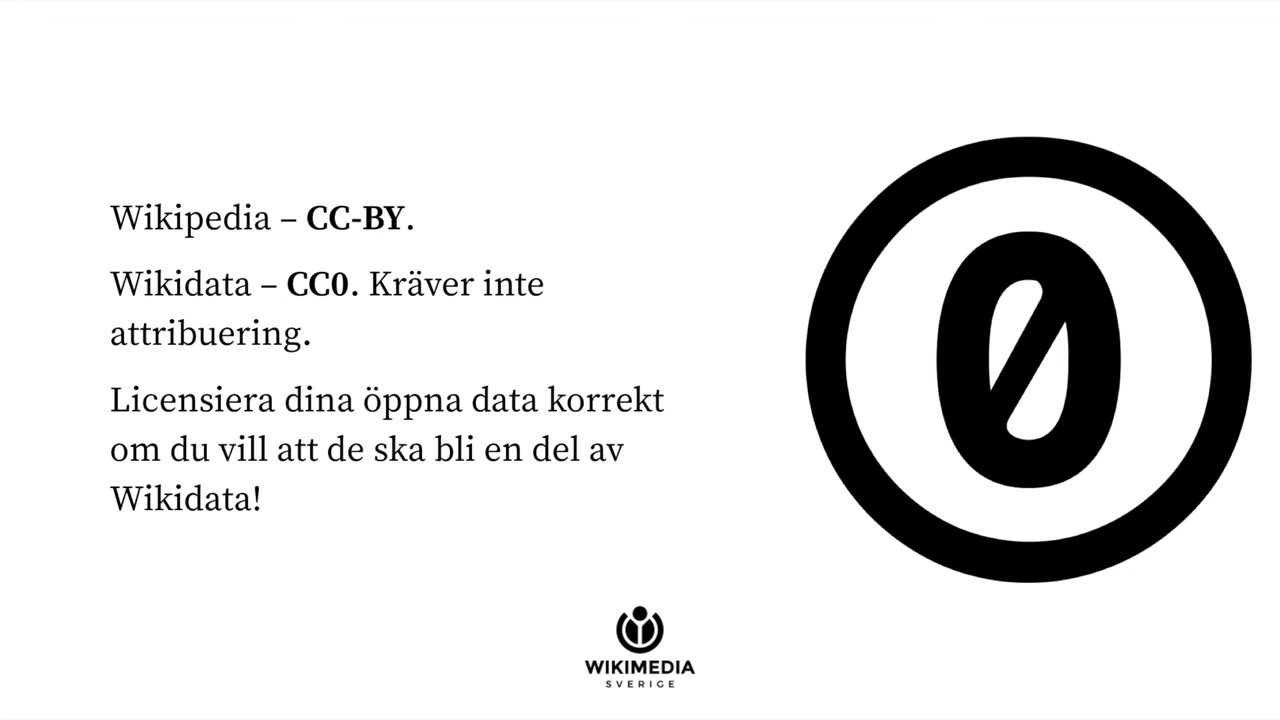 Wikipedia – CC-BY.
Wikidata – CC0. Kräver inte
attribuering.
Licensiera dina öppna data korrekt
om du vill att de ska bli en del av
Wikidata!
0
WIKIMEDIA
SVERIGE